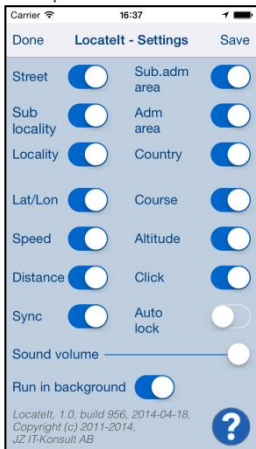 Carrier 16:37
Done LocateIt - Settings Save
Street Sub.adm
area
Sub
locality Adm
area
Locality Country
Lat/Lon Course
Speed Altitude
Distance Click
Sync Auto
lock
Sound volume
Run in background
LocateIt, 1.0, build 956, 2014-04-18,
Copyright (c) 2011-2014,
JZ IT-Konsult AB
?